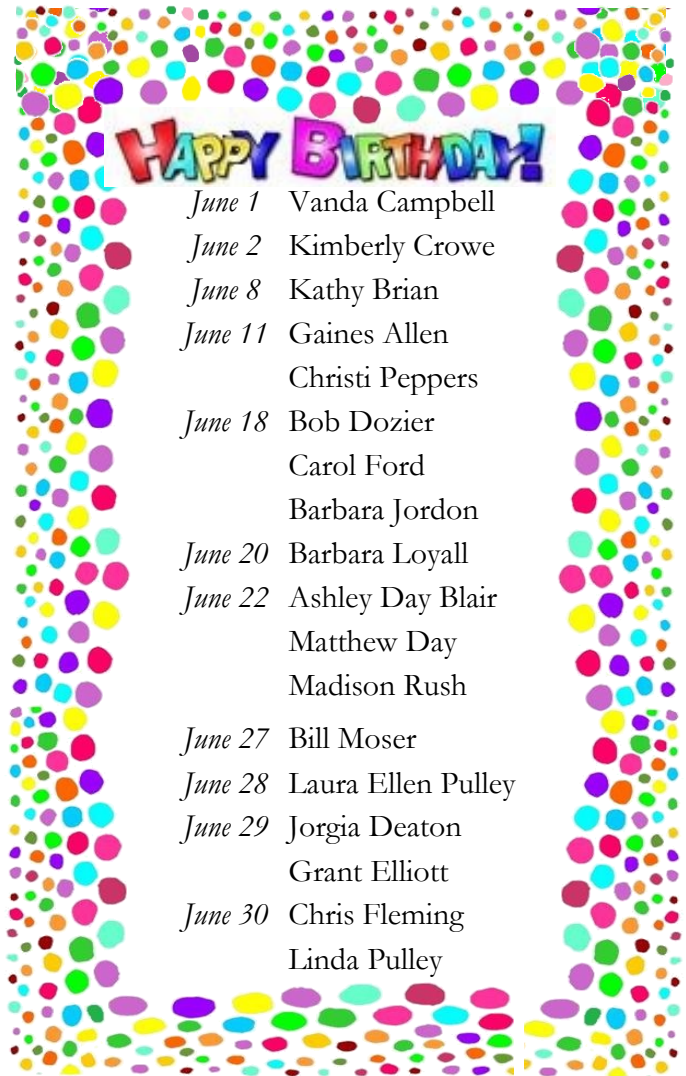 HAPPY BIRTHDAY!
June 1 Vanda Campbell
June 2 Kimberly Crowe
June 8 Kathy Brian
June 11 Gaines Allen
Christi Peppers
June 18 Bob Dozier
Carol Ford
Barbara Jordon
June 20 Barbara Loyall
June 22 Ashley Day Blair
Matthew Day
Madison Rush
June 27 Bill Moser
June 28 Laura Ellen Pulley
June 29 Jorgia Deaton
Grant Elliott
June 30 Chris Fleming
Linda Pulley